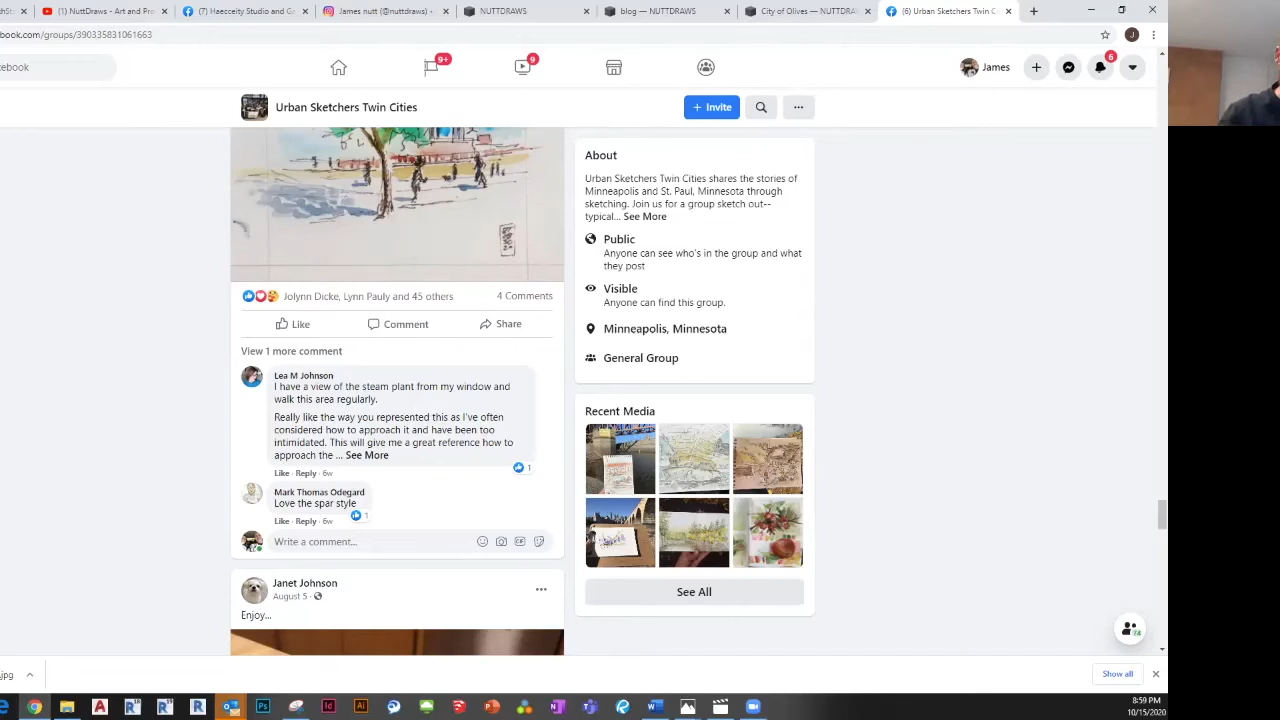 NuttDraws - Art and Pro
(7) Haecceity Studio and Ga
James nutt (@nuttdraws) •
NUTTDRAWS
blog — NUTTDRAWS
City of Olives — NUTTDRAW
(6) Urban Sketchers Twin C
book.com/groups/390335831061663
J
cebook
9+
9
James
6
Urban Sketchers Twin Cities
+ Invite
Jolynn Dicke, Lynn Pauly and 45 others
4 Comments
Like
Comment
Share
View 1 more comment
Lea M Johnson
I have a view of the steam plant from my window and
walk this area regularly.
Really like the way you represented this as I've often
considered how to approach it and have been too
intimidated. This will give me a great reference how to
approach the ... See More
1
Like · Reply · 6w
Mark Thomas Odegard
Love the spar style
1
Like · Reply · 6w
Write a comment...
GIF
Janet Johnson
August 5 ·
Enjoy...
About
Urban Sketchers Twin Cities shares the stories of
Minneapolis and St. Paul, Minnesota through
sketching. Join us for a group sketch out--
typical... See More
Public
Anyone can see who's in the group and what
they post
Visible
Anyone can find this group.
Minneapolis, Minnesota
General Group
Recent Media
See All
.jpg
Show all
8:59 PM
10/15/2020